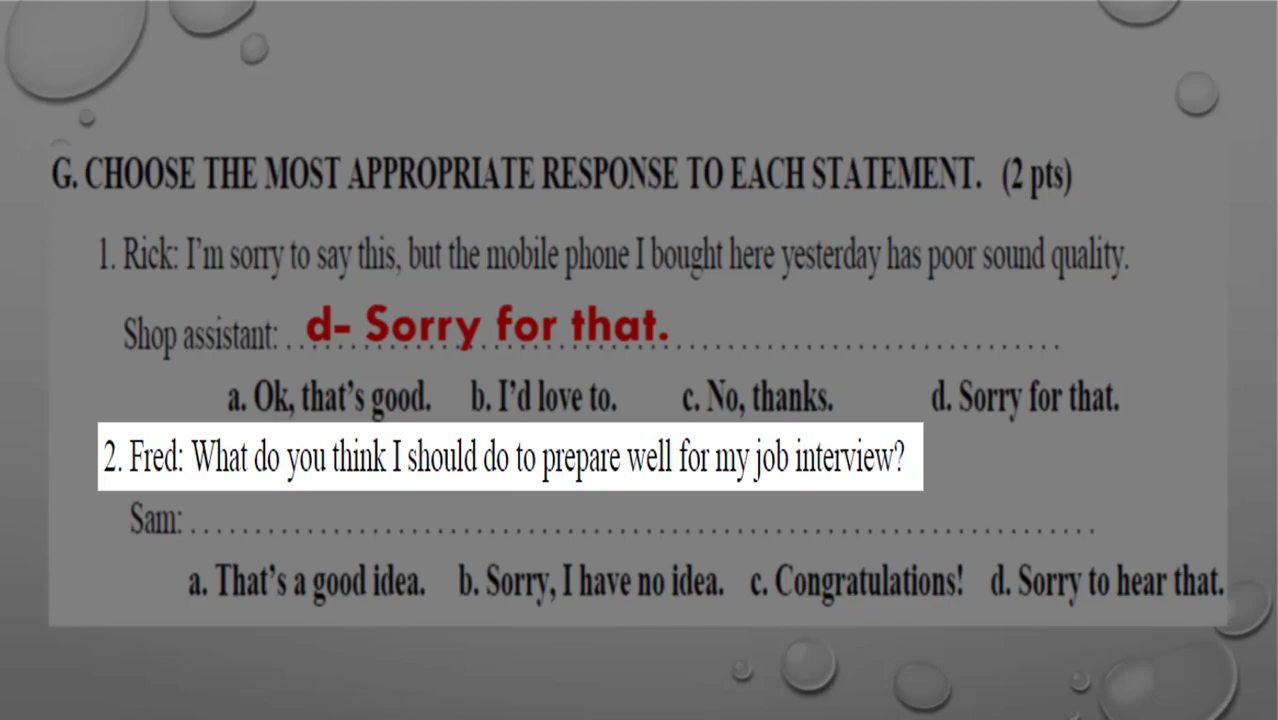 G. CHOOSE THE MOST APPROPRIATE RESPONSE TO EACH STATEMENT. (2 pts)
1. Rick: I'm sorry to say this, but the mobile phone I bought here yesterday has poor sound quality.
Shop assistant: . . d- Sorry for that. . . . . . . . . . . . . . . . . . . . . . . . . . . . . . .
a. Ok, that's good. b. I'd love to. c. No, thanks. d. Sorry for that.
2. Fred: What do you think I should do to prepare well for my job interview?
Sam: . . . . . . . . . . . . . . . . . . . . . . . . . . . . . . . . . . . . . . . . . . . . . . . . . . . . . .
a. That's a good idea. b. Sorry, I have no idea. c. Congratulations! d. Sorry to hear that.